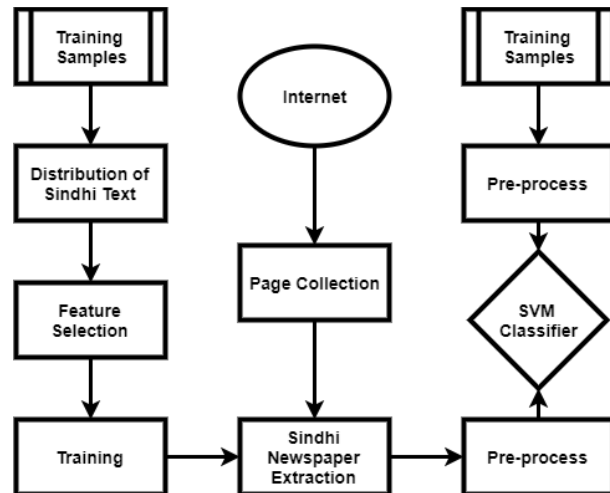 Training
Samples
Distribution of
Sindhi Text
Feature
Selection
Training
Internet
Page Collection
Sindhi
Newspaper
Extraction
Training
Samples
Pre-process
SVM
Classifier
Pre-process